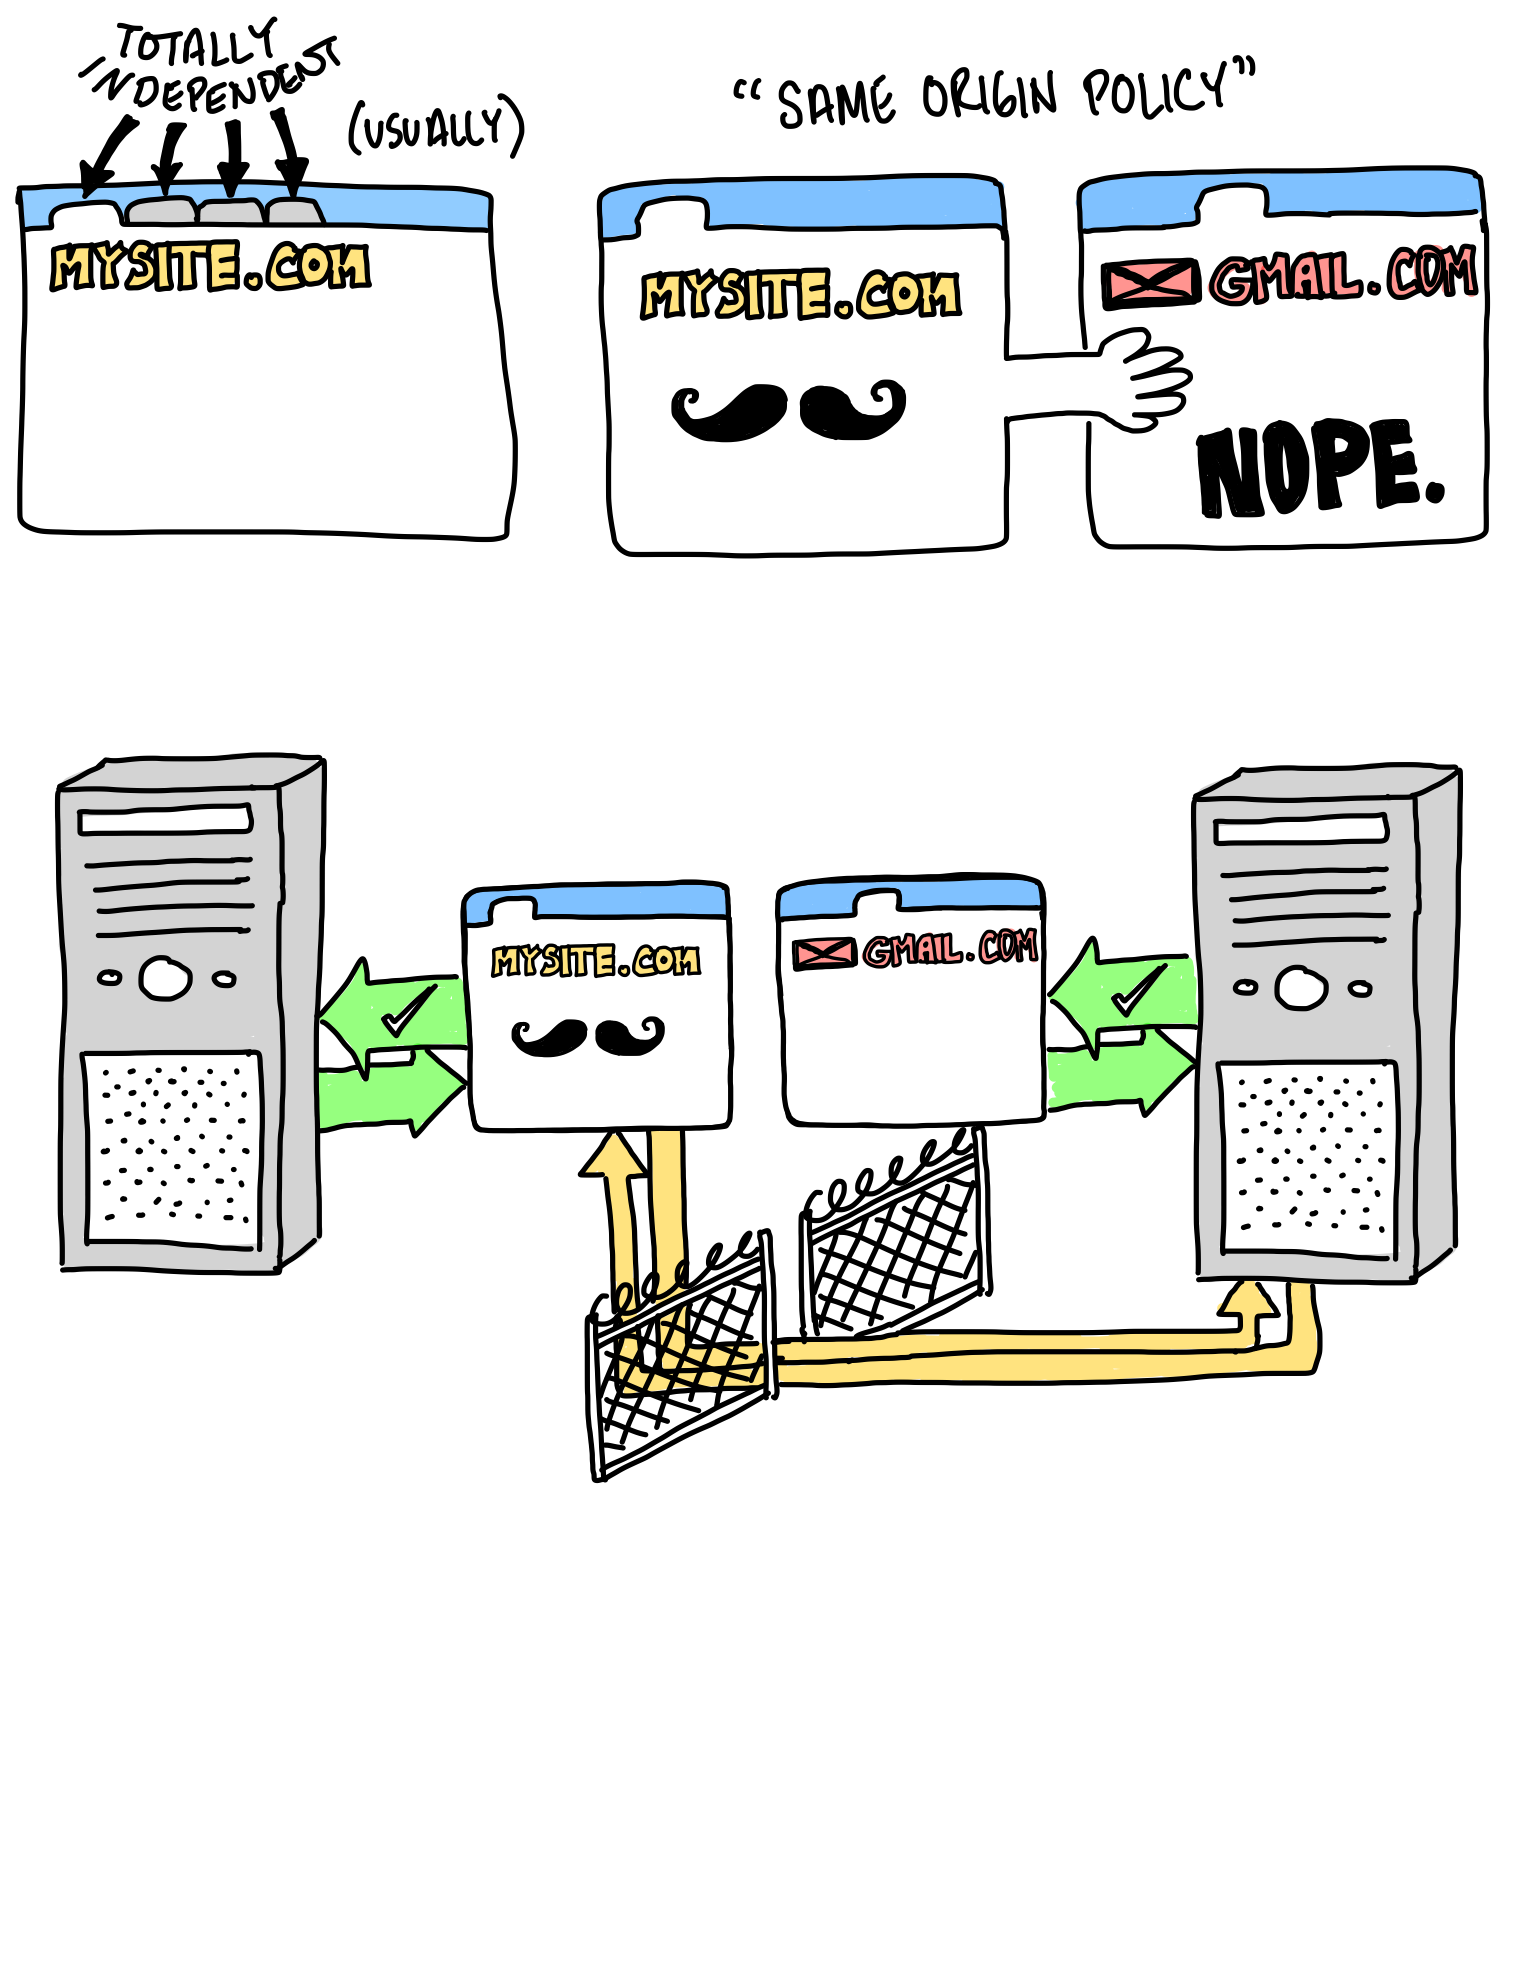 TOTALLY
INDEPENDENT
(USUALLY)
MYSITE.COM
“SAME ORIGIN POLICY”
MYSITE.COM
GMAIL.COM
NOPE.
MYSITE.COM
GMAIL.COM